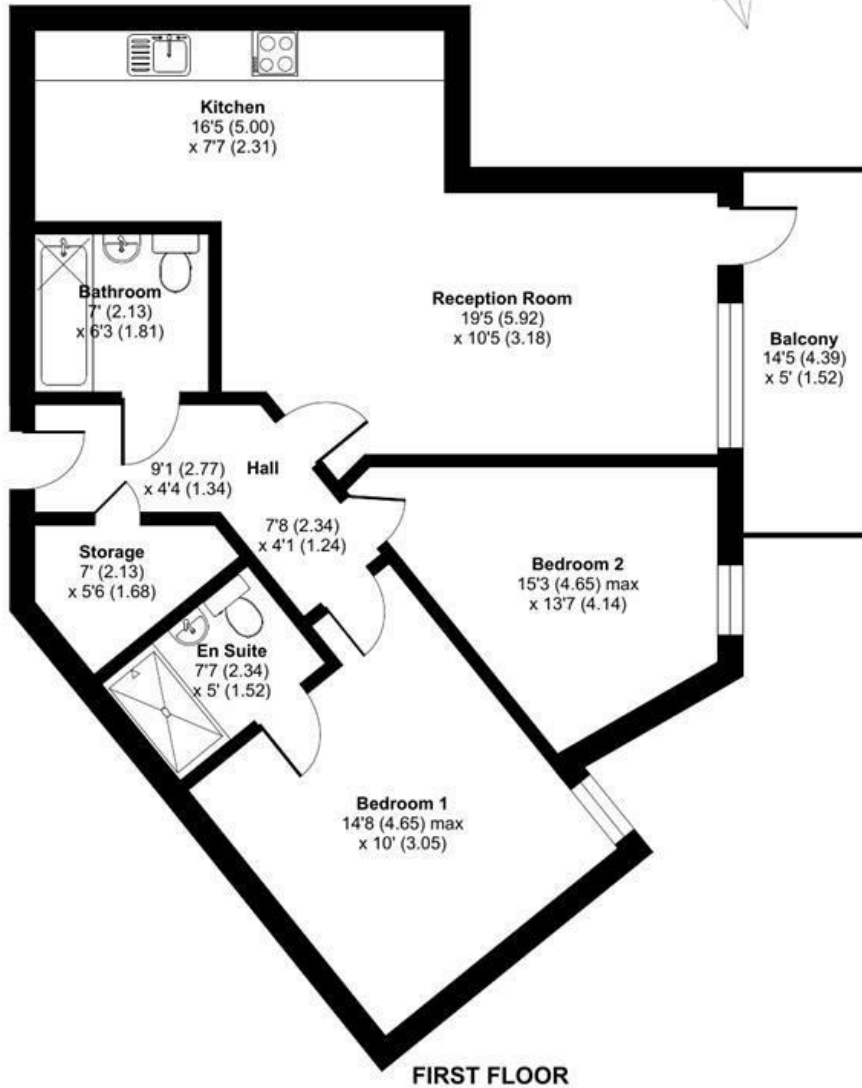 Kitchen
16'5 (5.00)
x 7'7 (2.31)
Bathroom
7' (2.13)
x 6'3 (1.81)
Reception Room
19'5 (5.92)
x 10'5 (3.18)
Balcony
14'5 (4.39)
x 5' (1.52)
9'1 (2.77)
x 4'4 (1.34)
Hall
7'8 (2.34)
x 4'1 (1.24)
Storage
7' (2.13)
x 5'6 (1.68)
Bedroom 2
15'3 (4.65) max
x 13'7 (4.14)
En Suite
7'7 (2.34)
x 5' (1.52)
Bedroom 1
14'8 (4.65) max
x 10' (3.05)
FIRST FLOOR